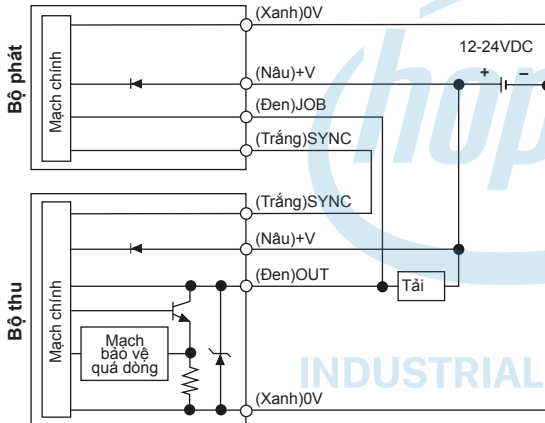 Bộ phát
Mạch chính
(Xanh)0V
12-24VDC
+ –
(Nâu)+V
(Đen)JOB
(Trắng)SYNC
Bộ thu
Mạch chính
(Trắng)SYNC
(Nâu)+V
(Đen)OUT
Tải
Mạch
bảo vệ
quá dòng
(Xanh)0V
hop
INDUSTRIAL